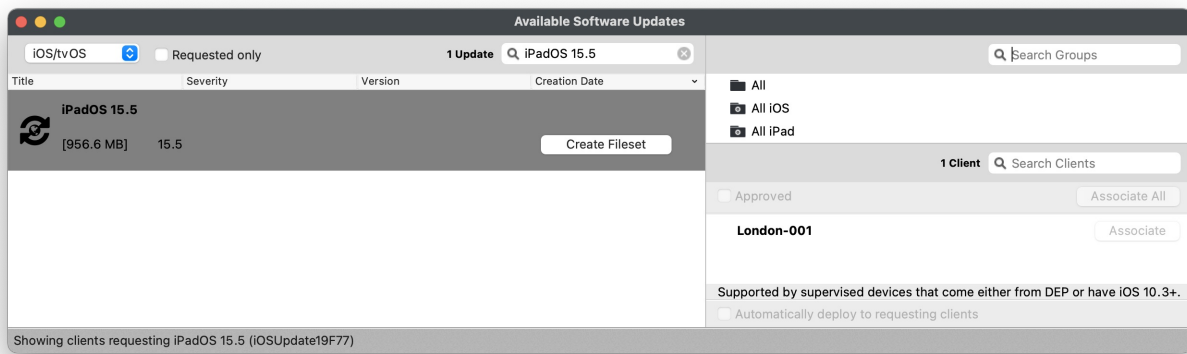 Available Software Updates
iOS/tvOS Requested only 1 Update iPadOS 15.5
Title Severity Version Creation Date
iPadOS 15.5
[956.6 MB] 15.5 Create Fileset
Search Groups
All
All iOS
All iPad
1 Client Search Clients
Approved Associate All
London-001 Associate
Supported by supervised devices that come either from DEP or have iOS 10.3+.
Automatically deploy to requesting clients
Showing clients requesting iPadOS 15.5 (iOSUpdate19F77)